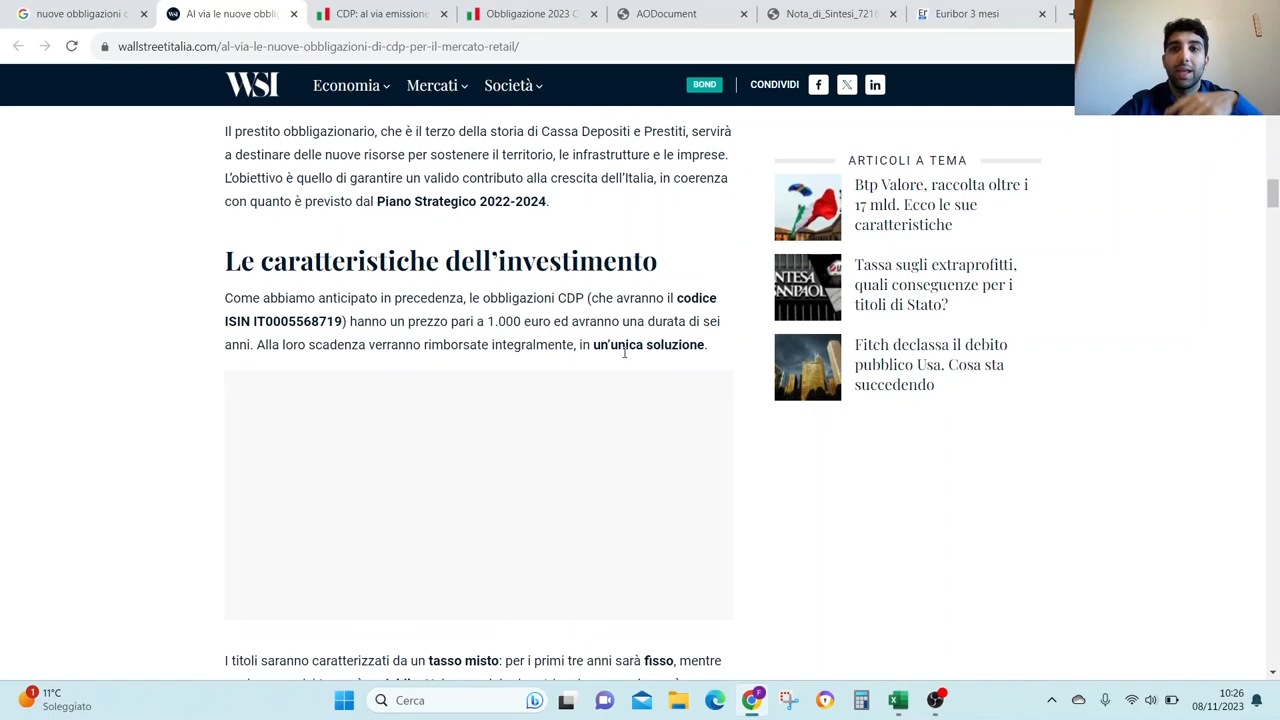 nuove obbligazioni c
Al via le nuove obblig
CDP: al via emissione
Obbligazione 2023 C
AODocument
Nota_di_Sintesi_7218
Euribor 3 mesi
wallstreetitalia.com/al-via-le-nuove-obbligazioni-di-cdp-per-il-mercato-retail/
WSI
Economia
Mercati
Società
BOND
CONDIVIDI
Il prestito obbligazionario, che è il terzo della storia di Cassa Depositi e Prestiti, servirà
a destinare delle nuove risorse per sostenere il territorio, le infrastrutture e le imprese.
L'obiettivo è quello di garantire un valido contributo alla crescita dell'Italia, in coerenza
con quanto è previsto dal Piano Strategico 2022-2024.
Le caratteristiche dell'investimento
Come abbiamo anticipato in precedenza, le obbligazioni CDP (che avranno il codice
ISIN IT0005568719) hanno un prezzo pari a 1.000 euro ed avranno una durata di sei
anni. Alla loro scadenza verranno rimborsate integralmente, in un'unica soluzione.
I titoli saranno caratterizzati da un tasso misto: per i primi tre anni sarà fisso, mentre
ARTICOLI A TEMA
Btp Valore, raccolta oltre i
17 mld. Ecco le sue
caratteristiche
NTESA
SANPAOL
Tassa sugli extraprofitti,
quali conseguenze per i
titoli di Stato?
Fitch declassa il debito
pubblico Usa. Cosa sta
succedendo
1
11°C
Soleggiato
Cerca
F
10:26
08/11/2023